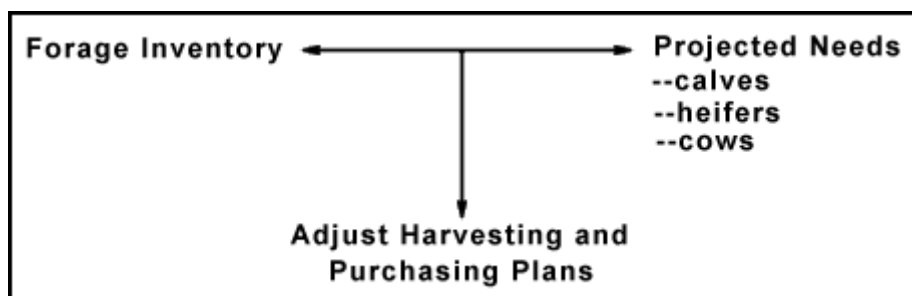 Forage Inventory
Projected Needs
--calves
--heifers
--cows
Adjust Harvesting and
Purchasing Plans